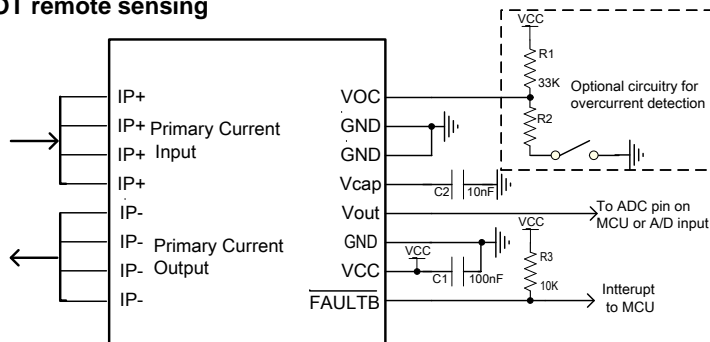 OT remote sensing
VCC
R1
33K
Optional circuitry for
overcurrent detection
R2
IP+
IP+
IP+
IP+
Primary Current
Input
IP-
IP-
IP-
IP-
Primary Current
Output
VOC
GND
GND
Vcap
Vout
GND
VCC
FAULTB
C2
10nF
To ADC pin on
MCU or A/D input
VCC
VCC
C1
100nF
R3
10K
Intterupt
to MCU